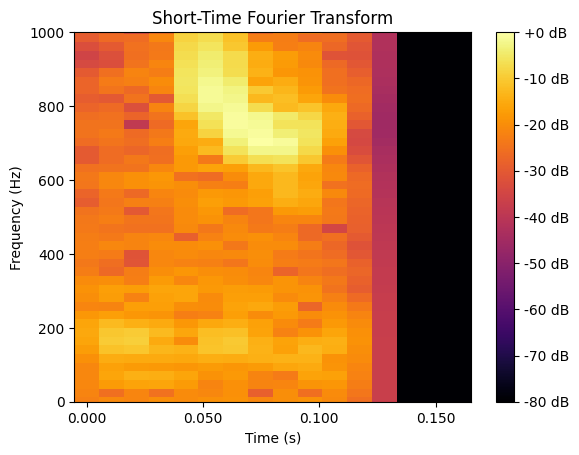 Short-Time Fourier Transform
1000
800
600
400
200
0
Frequency (Hz)
0.000
0.050
0.100
0.150
Time (s)
+0 dB
-10 dB
-20 dB
-30 dB
-40 dB
-50 dB
-60 dB
-70 dB
-80 dB